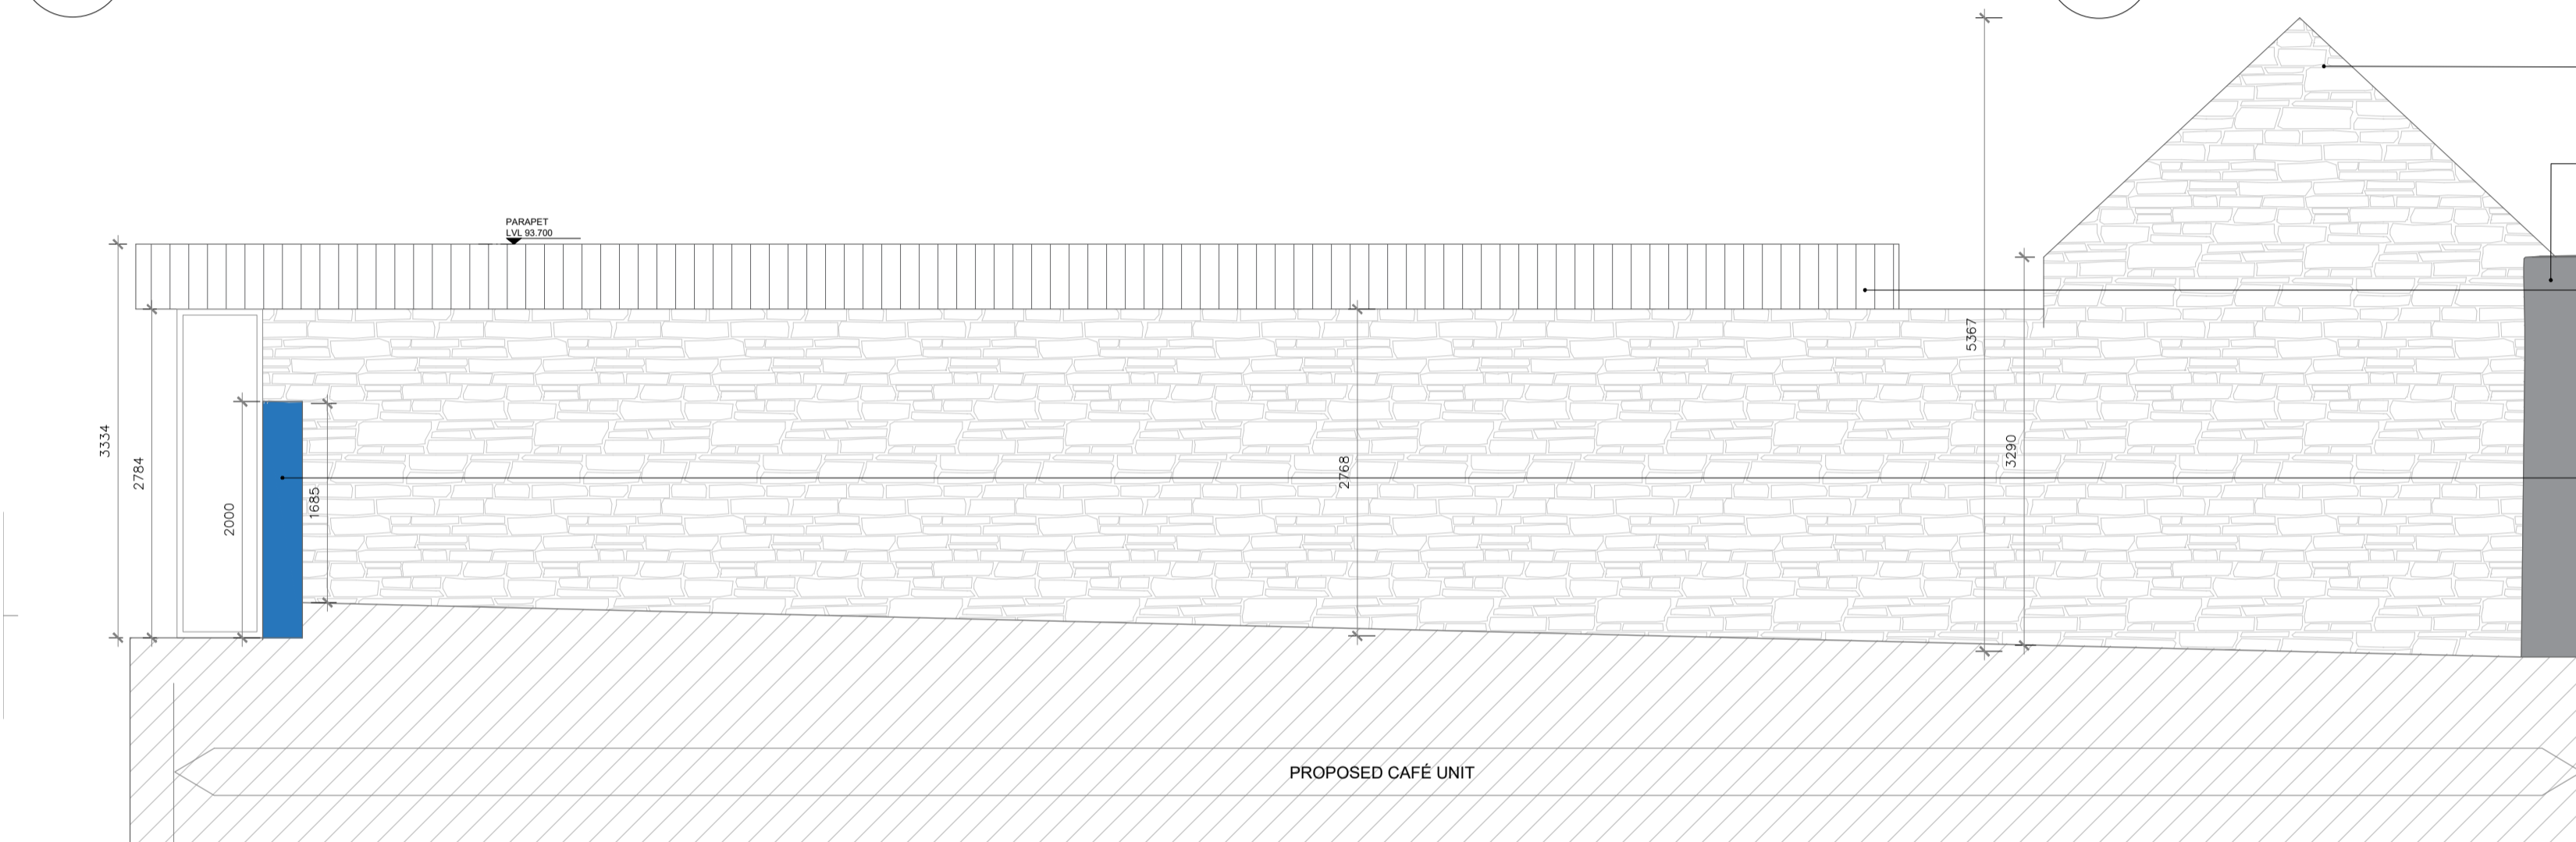 PARAPET
LVL 93.700
5367
3334
2784
2000
1685
2768
3290
PROPOSED CAFÉ UNIT